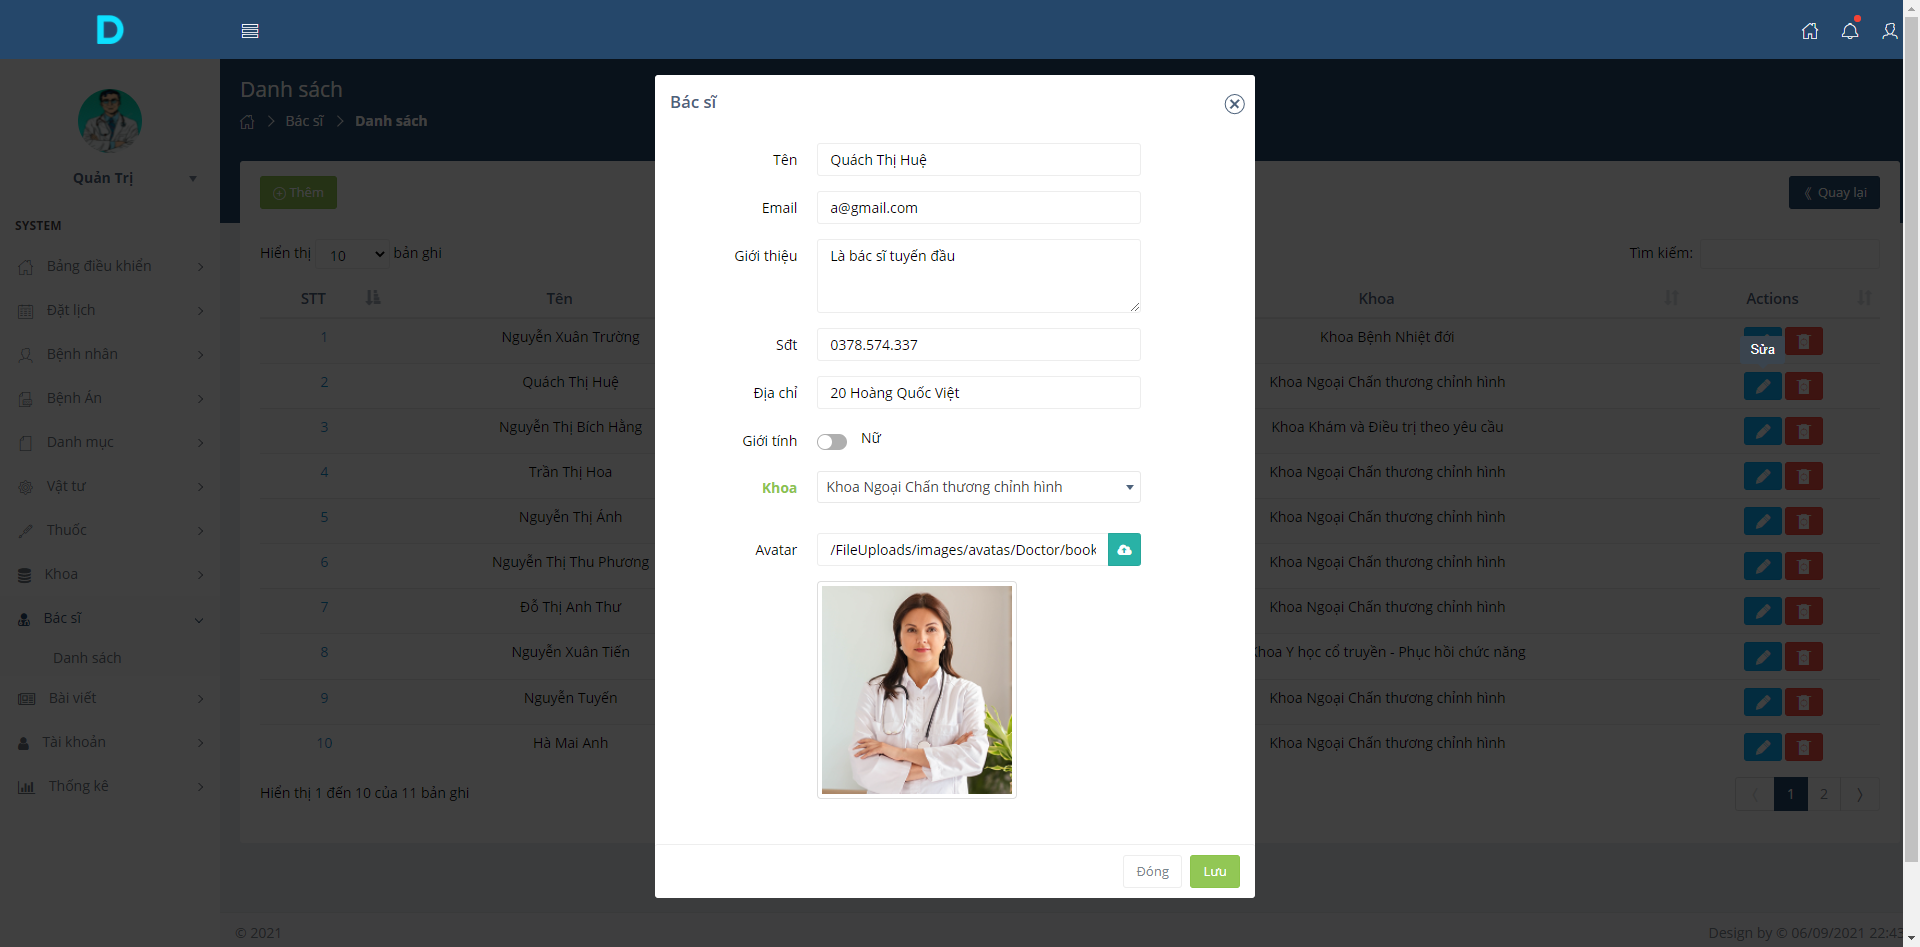 D
Quản Trị
SYSTEM
Bảng điều khiển
Đặt lịch
Bệnh nhân
Bệnh Án
Danh mục
Vật tư
Thuốc
Khoa
Bác sĩ
Danh sách
Bài viết
Tài khoản
Thống kê
Danh sách
Bác sĩ
Danh sách
Thêm
Quay lại
Hiển thị 10 bản ghi
Tìm kiếm:
STT Tên Khoa Actions
1 Nguyễn Xuân Trường Khoa Bệnh Nhiệt đới
Sửa
2 Quách Thị Huệ Khoa Ngoại Chấn thương chỉnh hình
3 Nguyễn Thị Bích Hằng Khoa Khám và Điều trị theo yêu cầu
4 Trần Thị Hoa Khoa Ngoại Chấn thương chỉnh hình
5 Nguyễn Thị Ánh Khoa Ngoại Chấn thương chỉnh hình
6 Nguyễn Thị Thu Phương Khoa Ngoại Chấn thương chỉnh hình
7 Đỗ Thị Anh Thư Khoa Ngoại Chấn thương chỉnh hình
8 Nguyễn Xuân Tiến Khoa Y học cổ truyền - Phục hồi chức năng
9 Nguyễn Tuyến Khoa Ngoại Chấn thương chỉnh hình
10 Hà Mai Anh Khoa Ngoại Chấn thương chỉnh hình
Hiển thị 1 đến 10 của 11 bản ghi
1 2
Bác sĩ
Tên Quách Thị Huệ
Email a@gmail.com
Giới thiệu Là bác sĩ tuyến đầu
Sđt 0378.574.337
Địa chỉ 20 Hoàng Quốc Việt
Giới tính Nữ
Khoa Khoa Ngoại Chấn thương chỉnh hình
Avatar /FileUploads/images/avatas/Doctor/book
Đóng Lưu
© 2021
Design by © 06/09/2021 22:43